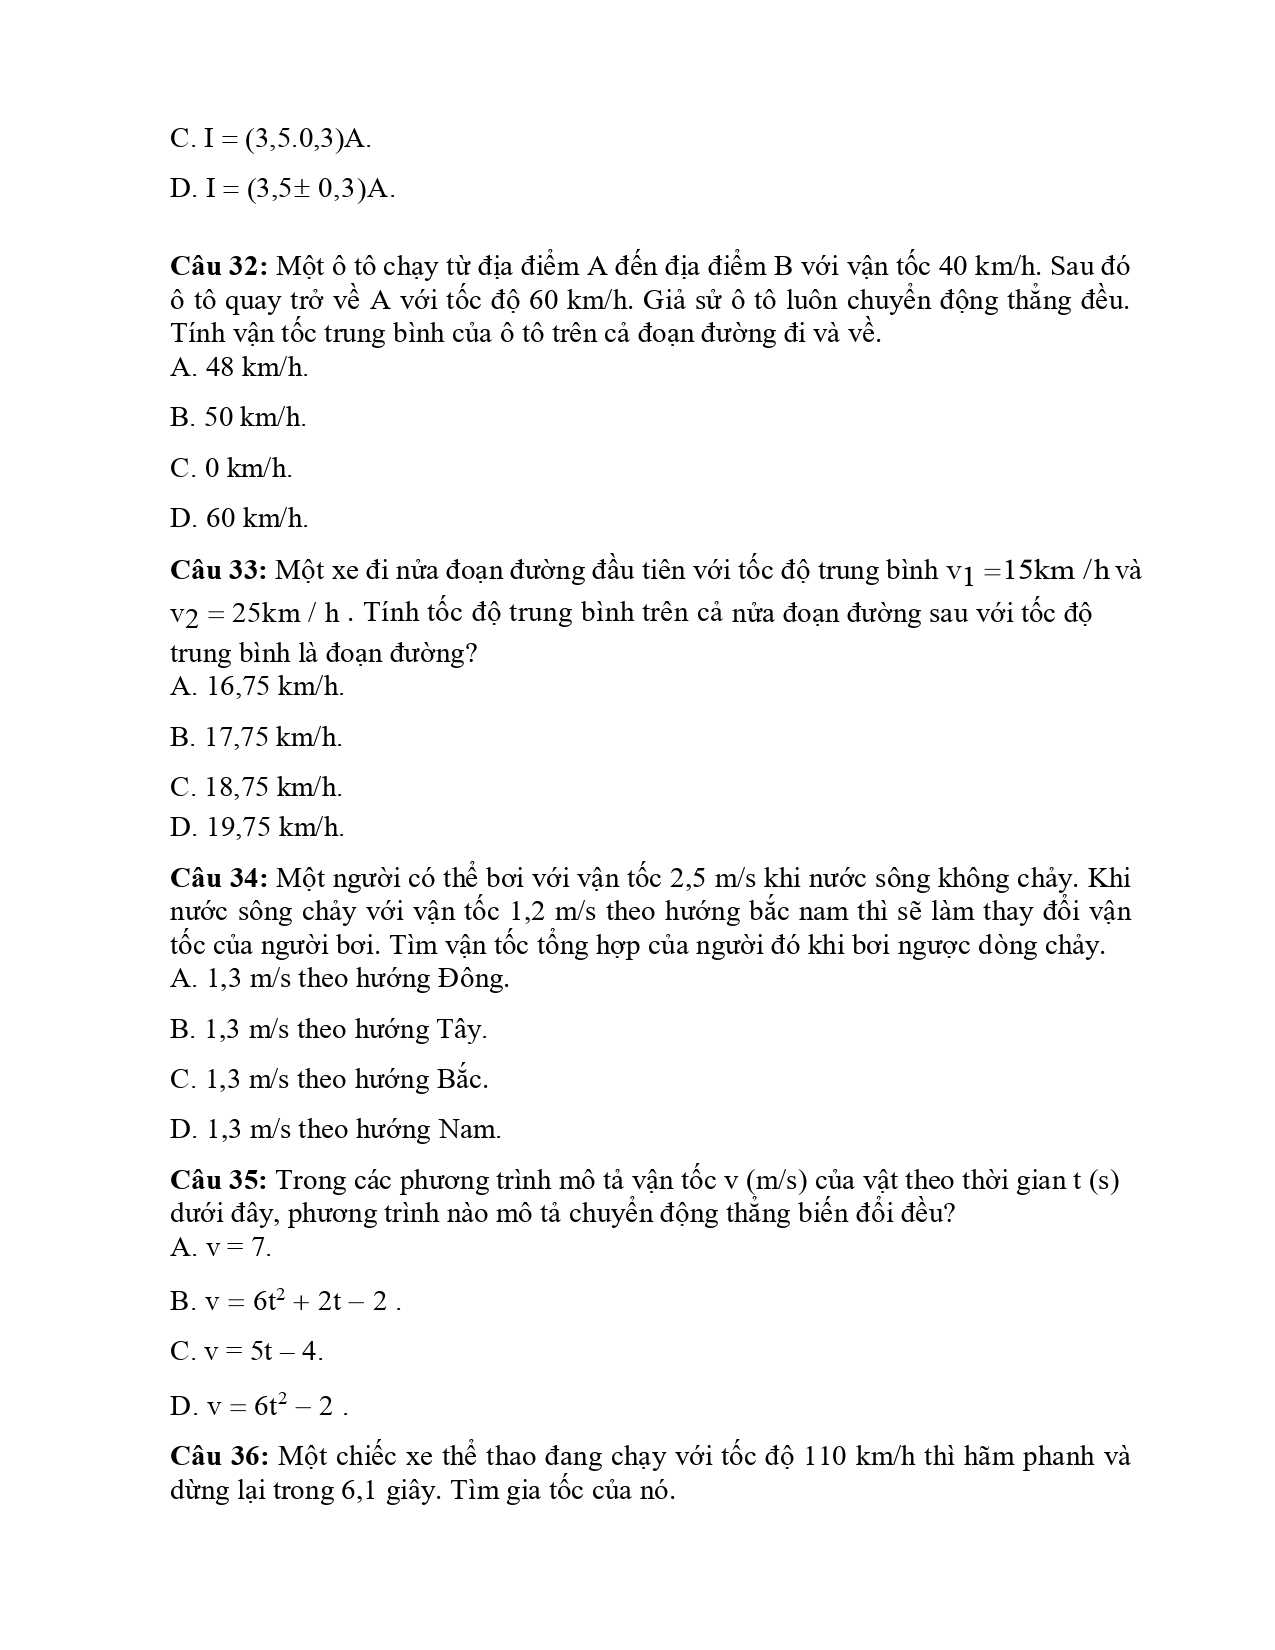 C. I = (3,5.0,3)A.
D. I = (3,5± 0,3)A.
Câu 32: Một ô tô chạy từ địa điểm A đến địa điểm B với vận tốc 40 km/h. Sau đó
ô tô quay trở về A với tốc độ 60 km/h. Giả sử ô tô luôn chuyển động thẳng đều.
Tính vận tốc trung bình của ô tô trên cả đoạn đường đi và về.
A. 48 km/h.
B. 50 km/h.
C. 0 km/h.
D. 60 km/h.
Câu 33: Một xe đi nửa đoạn đường đầu tiên với tốc độ trung bình v₁ =15km /h và
v₂ = 25km / h . Tính tốc độ trung bình trên cả nửa đoạn đường sau với tốc độ
trung bình là đoạn đường?
A. 16,75 km/h.
B. 17,75 km/h.
C. 18,75 km/h.
D. 19,75 km/h.
Câu 34: Một người có thể bơi với vận tốc 2,5 m/s khi nước sông không chảy. Khi
nước sông chảy với vận tốc 1,2 m/s theo hướng bắc nam thì sẽ làm thay đổi vận
tốc của người bơi. Tìm vận tốc tổng hợp của người đó khi bơi ngược dòng chảy.
A. 1,3 m/s theo hướng Đông.
B. 1,3 m/s theo hướng Tây.
C. 1,3 m/s theo hướng Bắc.
D. 1,3 m/s theo hướng Nam.
Câu 35: Trong các phương trình mô tả vận tốc v (m/s) của vật theo thời gian t (s)
dưới đây, phương trình nào mô tả chuyển động thẳng biến đổi đều?
A. v = 7.
B. v = 6t² + 2t – 2 .
C. v = 5t – 4.
D. v = 6t² – 2 .
Câu 36: Một chiếc xe thể thao đang chạy với tốc độ 110 km/h thì hãm phanh và
dừng lại trong 6,1 giây. Tìm gia tốc của nó.